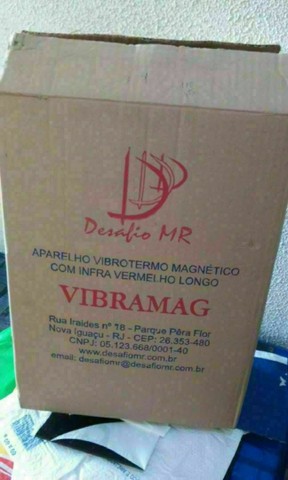 Desafio MR
APARELHO VIBROTERMO MAGNÉTICO
COM INFRA VERMELHO LONGO
VIBRAMAG
Rua Iraides nº 18 - Parque Pêra Flor
Nova Iguaçu - RJ - CEP: 26.353-480
CNPJ: 05.123.668/0001-40
www.desafiomr.com.br
email: desafiomr@desafiomr.com.br